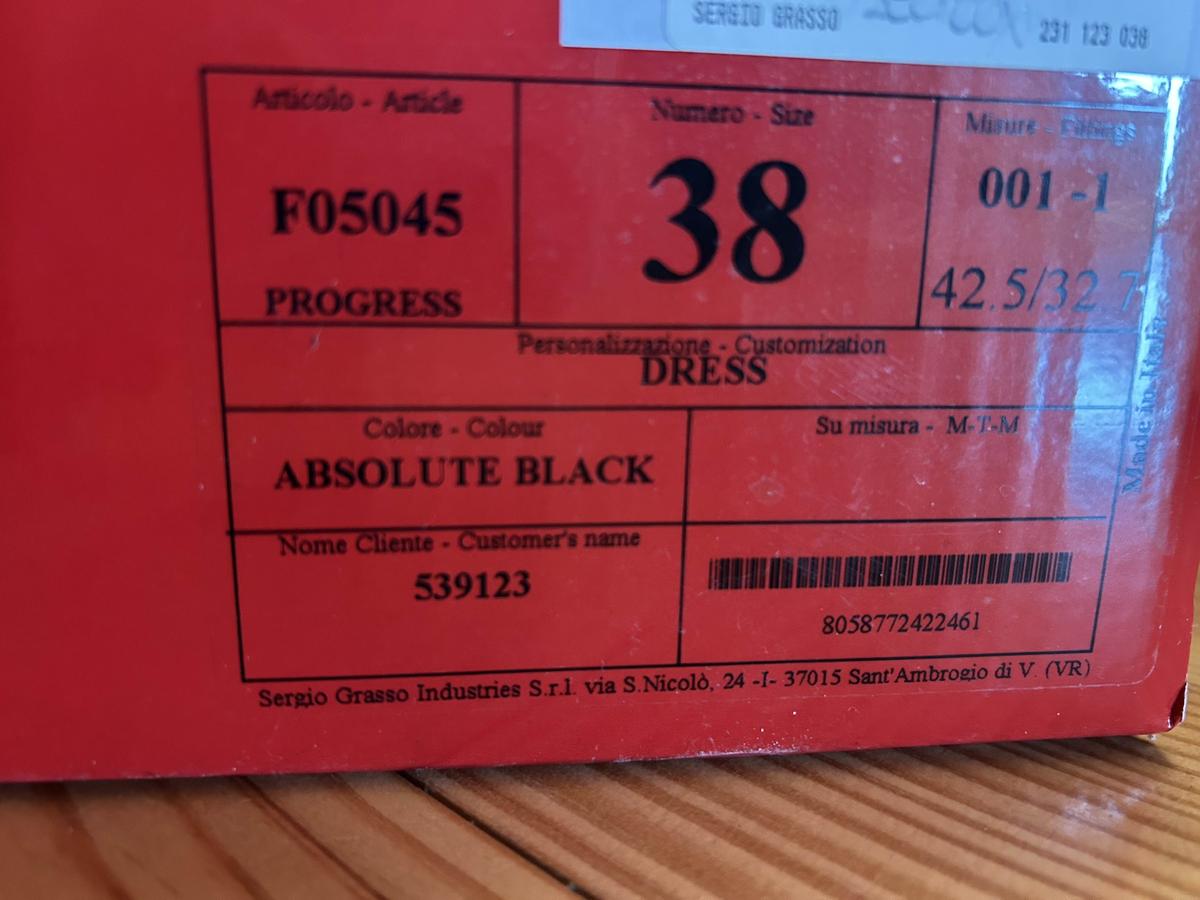 SERGIO GRASSO
231 123 038
Articolo - Article
Numero - Size
Misure - Fittings
F05045
38
001 -1
PROGRESS
42.5/32.7
Personalizzazione - Customization
DRESS
Colore - Colour
Su misura - M-T-M
ABSOLUTE BLACK
Made in Italy
Nome Cliente - Customer's name
539123
8058772422461
Sergio Grasso Industries S.r.l. via S.Nicolò, 24 -I- 37015 Sant'Ambrogio di V. (VR)